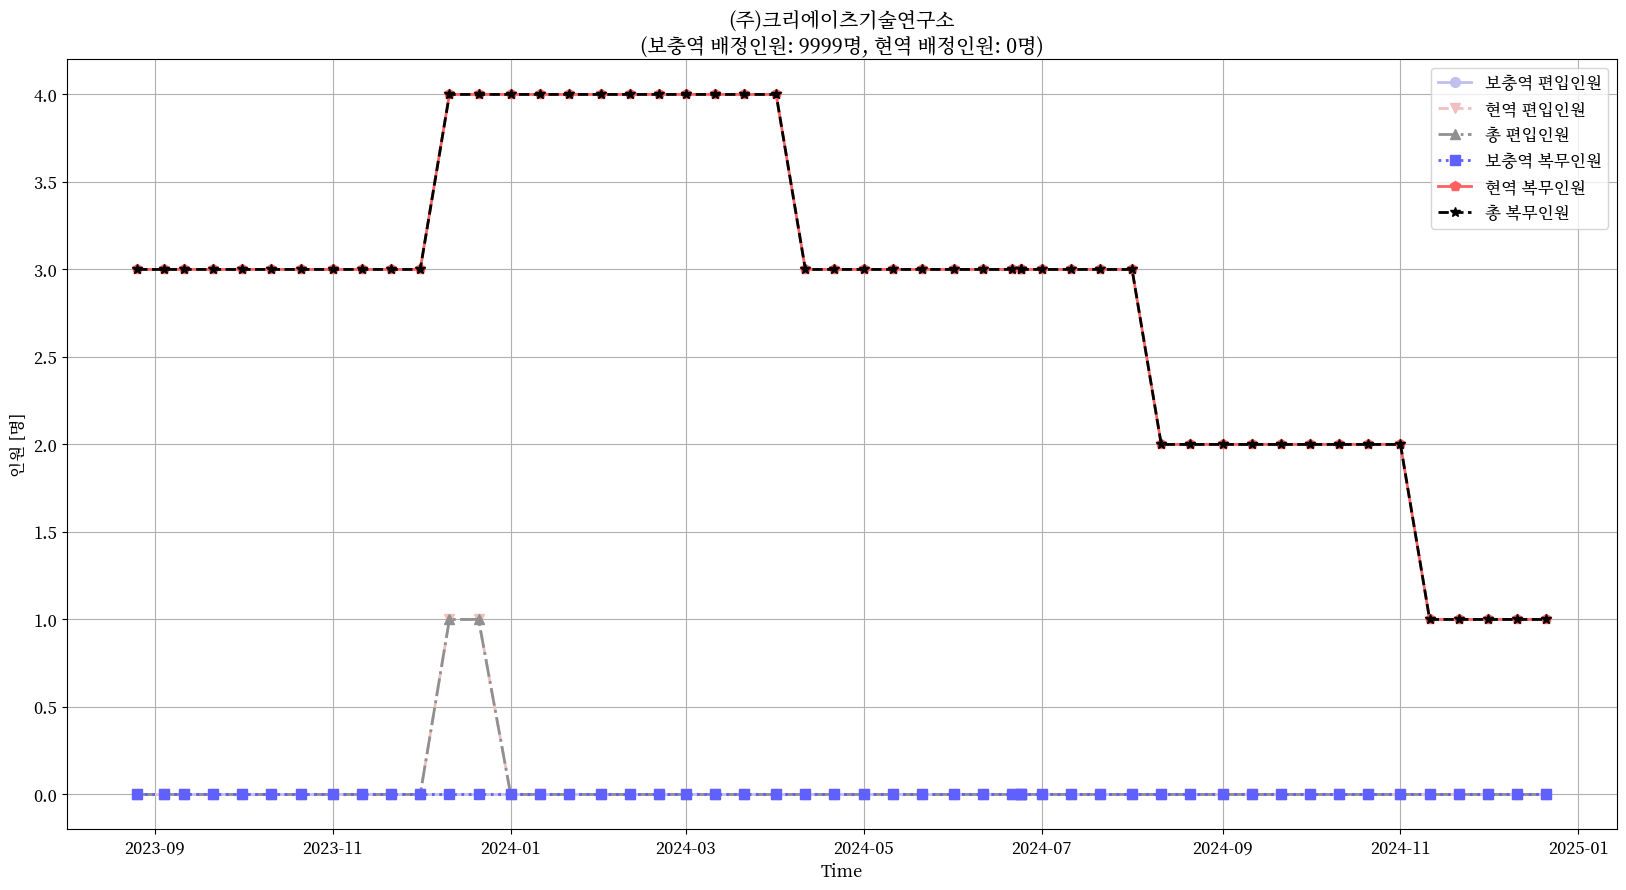 (주)크리에이츠기술연구소
(보충역 배정인원: 9999명, 현역 배정인원: 0명)
보충역 편입인원
현역 편입인원
총 편입인원
보충역 복무인원
현역 복무인원
총 복무인원
인원 [명]
4.0
3.5
3.0
2.5
2.0
1.5
1.0
0.5
0.0
2023-09 2023-11 2024-01 2024-03 2024-05 2024-07 2024-09 2024-11 2025-01
Time